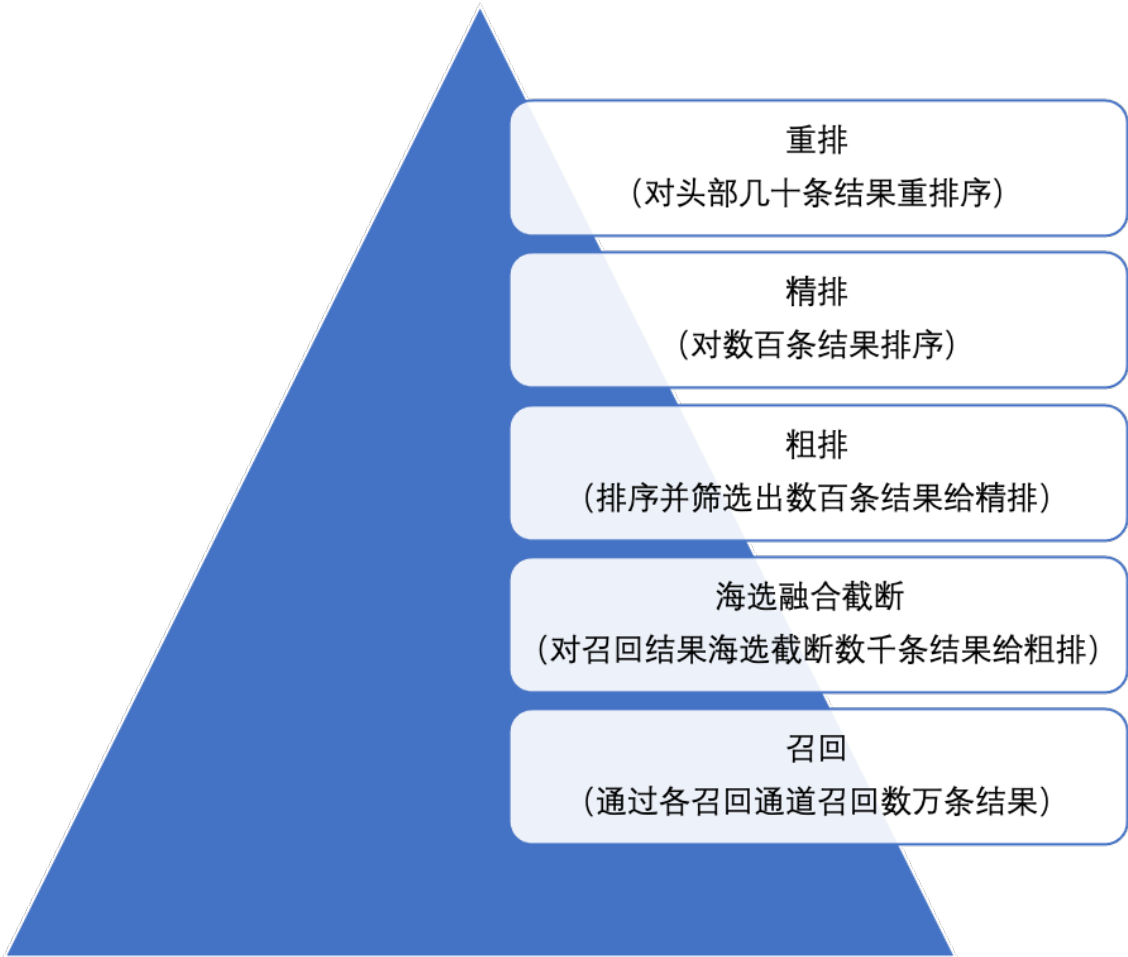 重排
（对头部几十条结果重排序）
精排
（对数百条结果排序）
粗排
（排序并筛选出数百条结果给精排）
海选融合截断
（对召回结果海选截断数千条结果给粗排）
召回
（通过各召回通道召回数万条结果）